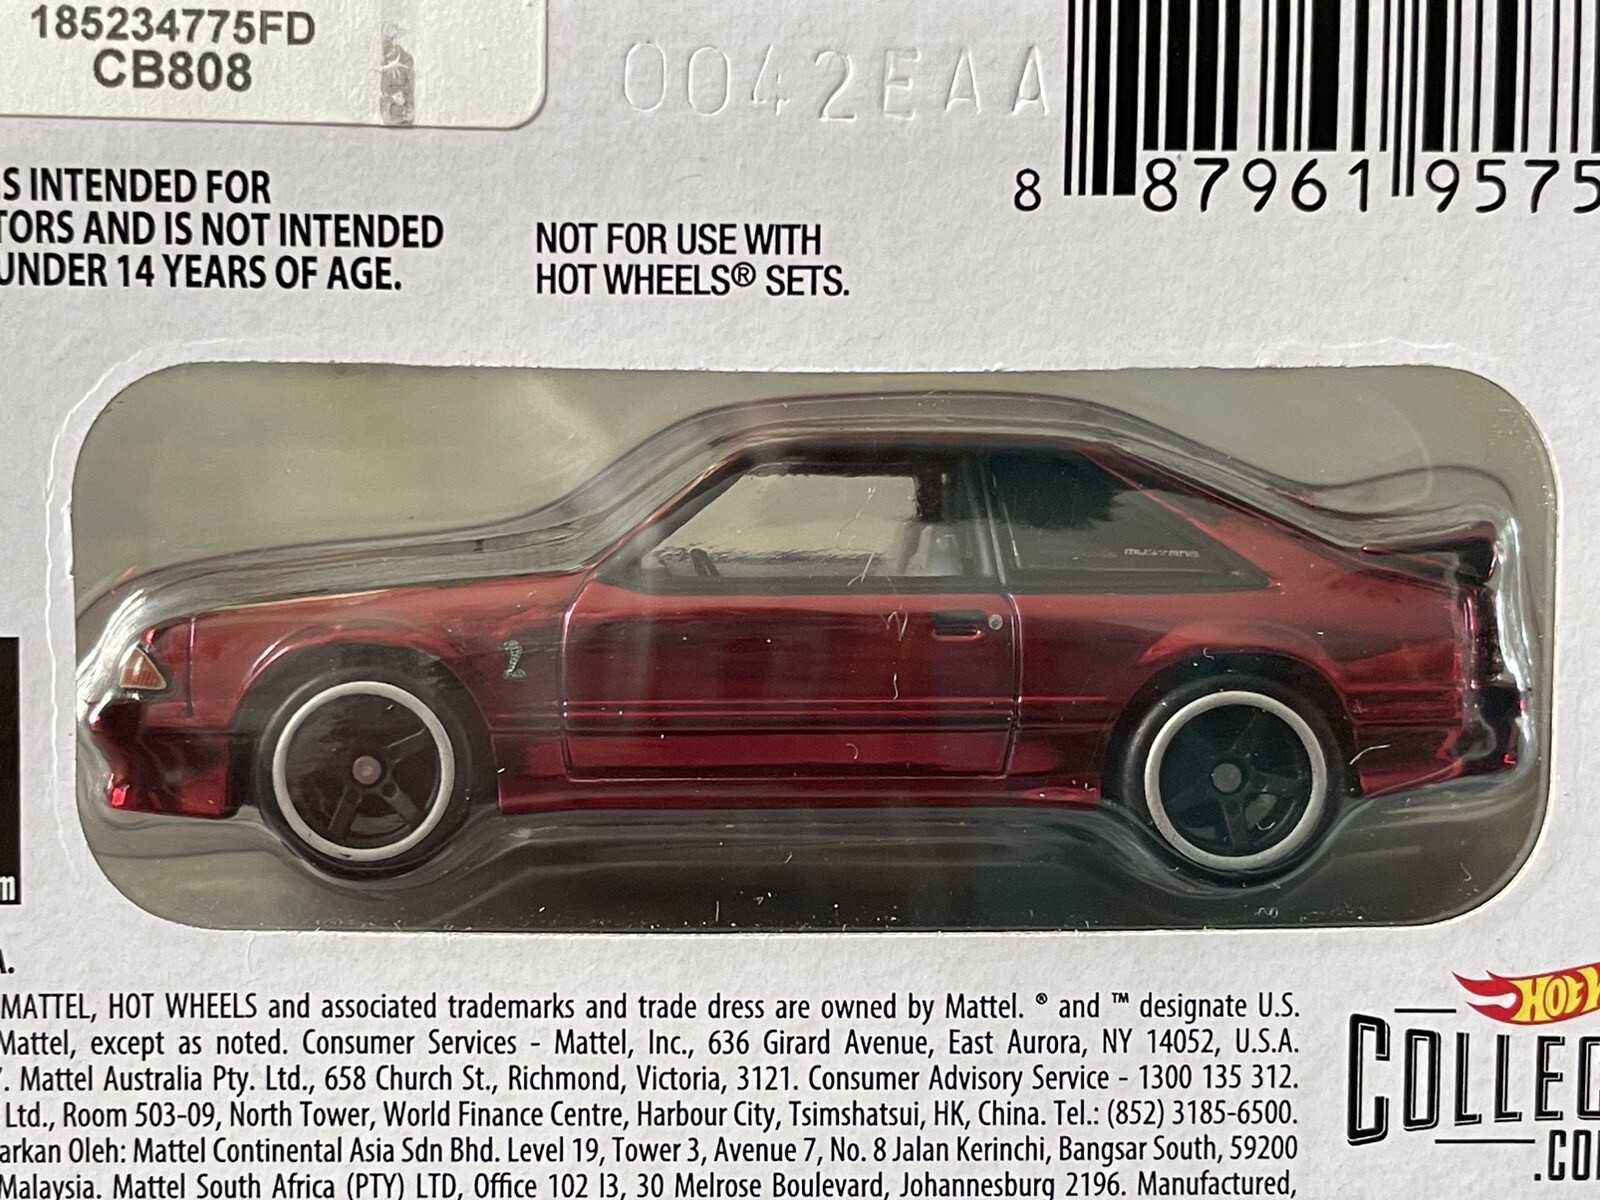 185234775FD
CB808
0042EAA
8 87961 9575
S INTENDED FOR
TORS AND IS NOT INTENDED
UNDER 14 YEARS OF AGE.
NOT FOR USE WITH
HOT WHEELS® SETS.
MUSTANG
m
A.
MATTEL, HOT WHEELS and associated trademarks and trade dress are owned by Mattel. ® and ™ designate U.S.
Mattel, except as noted. Consumer Services - Mattel, Inc., 636 Girard Avenue, East Aurora, NY 14052, U.S.A.
. Mattel Australia Pty. Ltd., 658 Church St., Richmond, Victoria, 3121. Consumer Advisory Service - 1300 135 312.
Ltd., Room 503-09, North Tower, World Finance Centre, Harbour City, Tsimshatsui, HK, China. Tel.: (852) 3185-6500.
arkan Oleh: Mattel Continental Asia Sdn Bhd. Level 19, Tower 3, Avenue 7, No. 8 Jalan Kerinchi, Bangsar South, 59200
Malaysia. Mattel South Africa (PTY) LTD, Office 102 I3, 30 Melrose Boulevard, Johannesburg 2196. Manufactured,
HOT
COLLEC
.CO